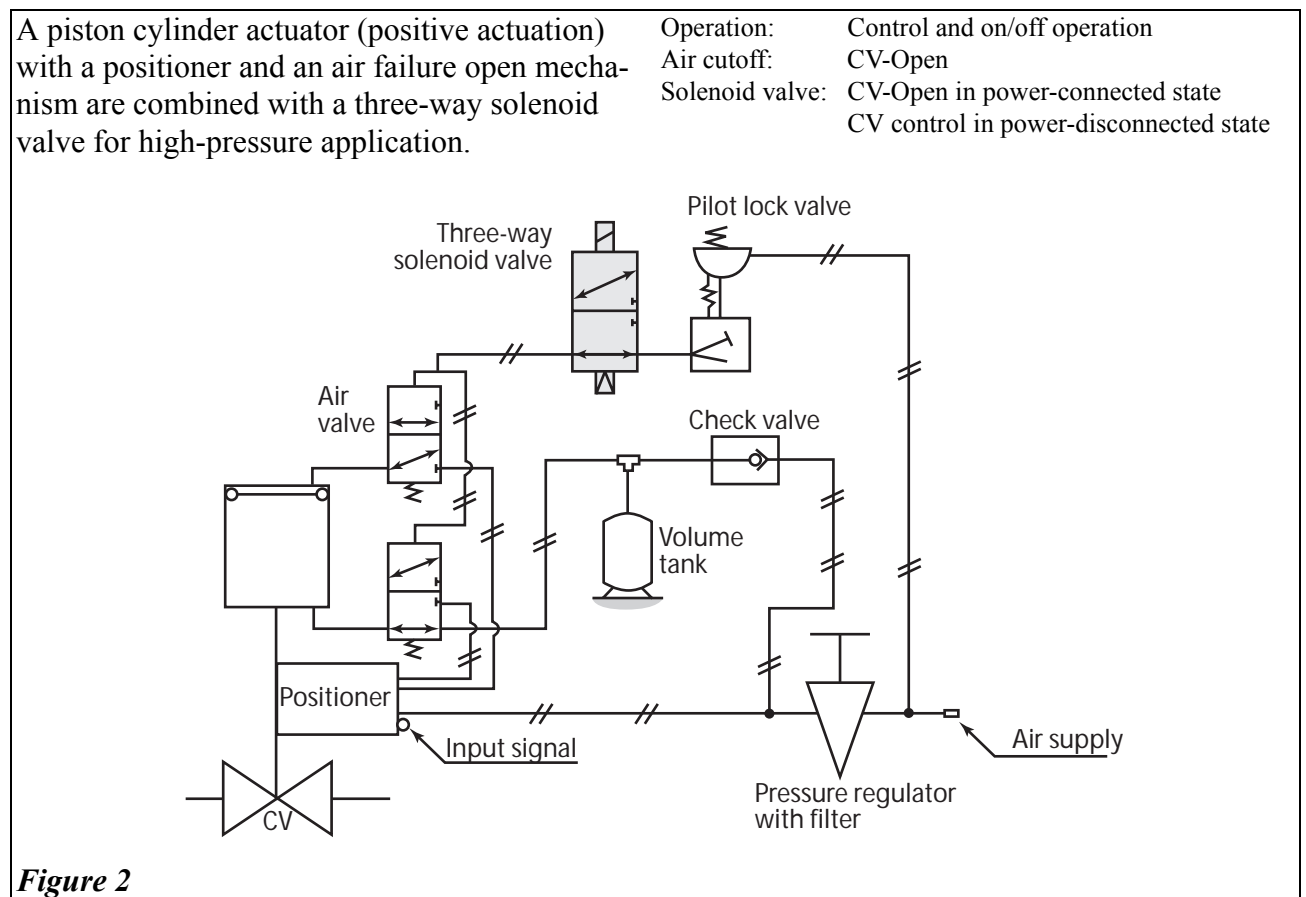 A piston cylinder actuator (positive actuation)
with a positioner and an air failure open mecha-
nism are combined with a three-way solenoid
valve for high-pressure application.
Operation: Control and on/off operation
Air cutoff: CV-Open
Solenoid valve: CV-Open in power-connected state
CV control in power-disconnected state
Pilot lock valve
Three-way
solenoid valve
Air
valve
Check valve
Volume
tank
Positioner
Input signal
Air supply
Pressure regulator
with filter
CV
Figure 2